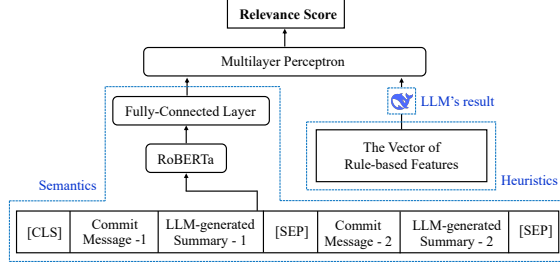 Relevance Score
Multilayer Perceptron
LLM's result
Fully-Connected Layer
The Vector of
Rule-based Features
RoBERTa
Semantics
Heuristics
[CLS]
Commit
Message -1
LLM-generated
Summary - 1
[SEP]
Commit
Message - 2
LLM-generated
Summary - 2
[SEP]